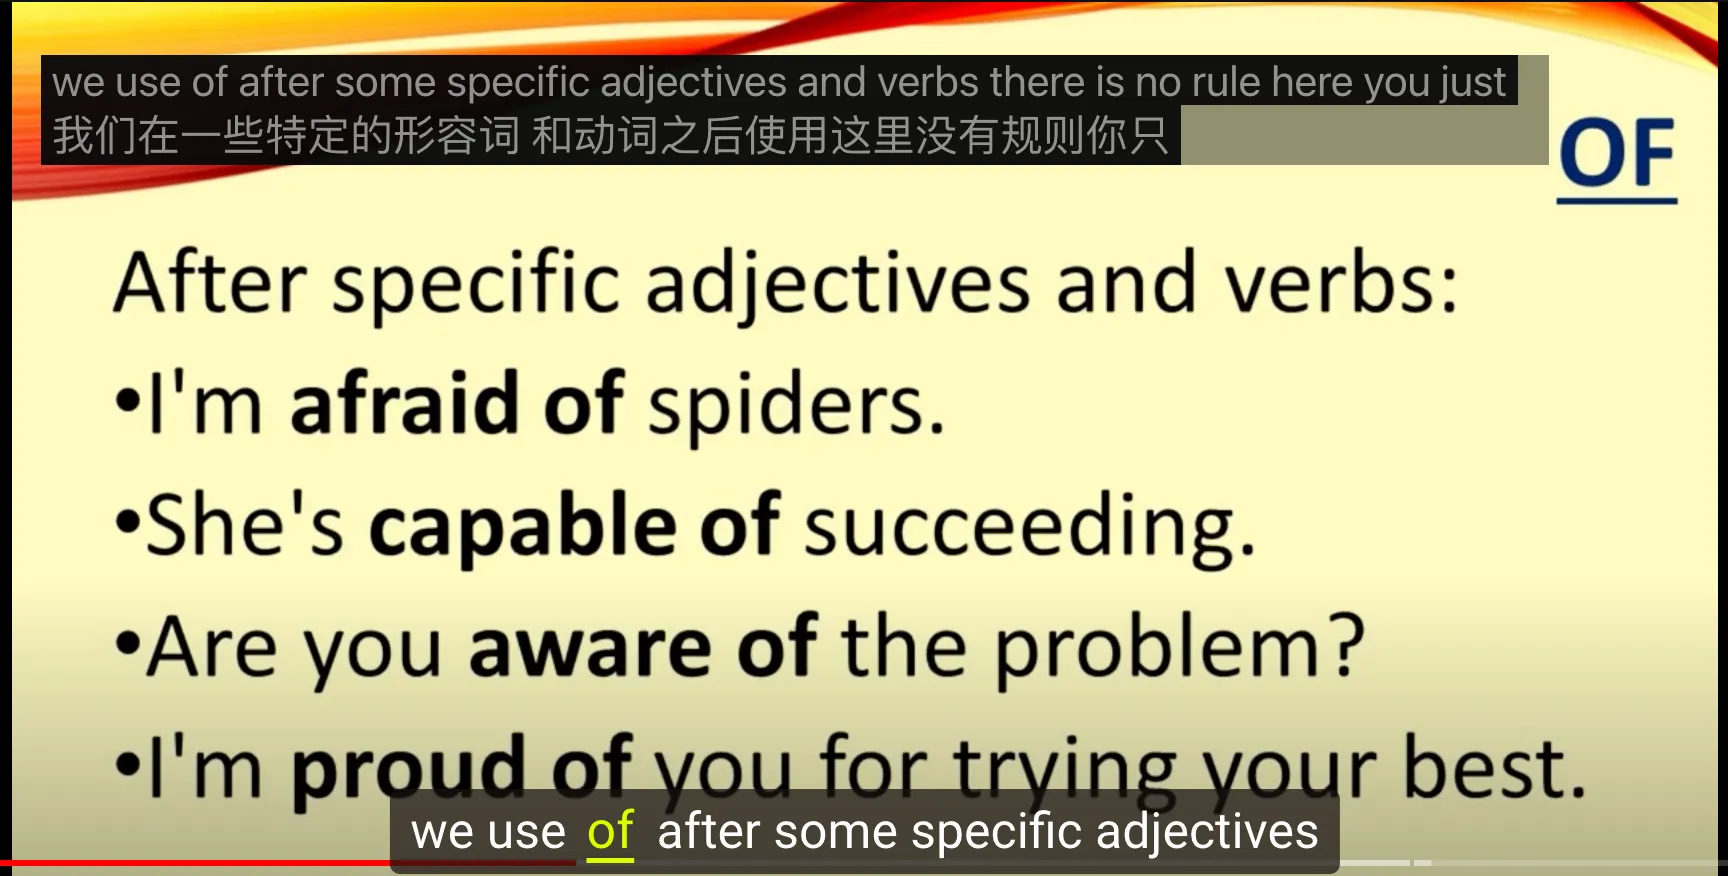 we use of after some specific adjectives and verbs there is no rule here you just
我们在一些特定的形容词 和动词之后使用这里没有规则你只
OF
After specific adjectives and verbs:
•I'm afraid of spiders.
•She's capable of succeeding.
•Are you aware of the problem?
•I'm proud of you for trying your best.
we use of after some specific adjectives